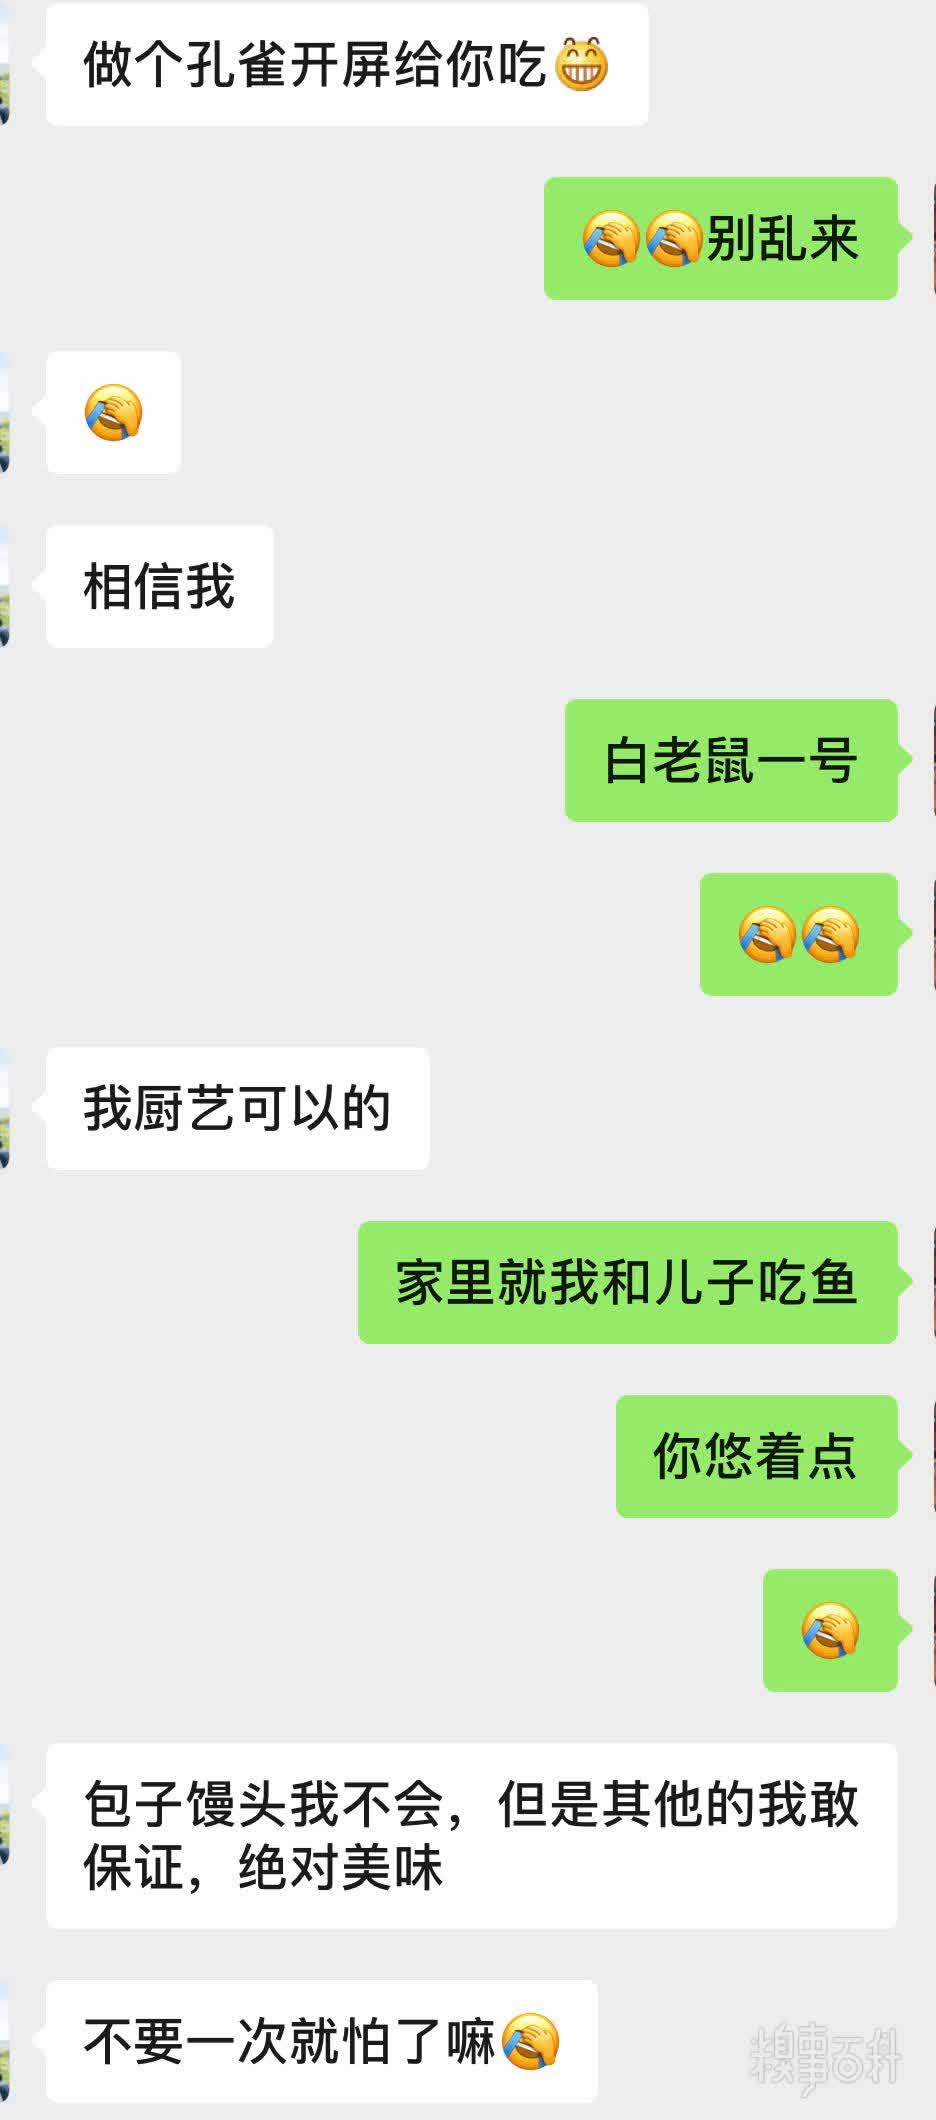 做个孔雀开屏给你吃😁
🤦🤦别乱来
🤦
相信我
白老鼠一号
🤦🤦
我厨艺可以的
家里就我和儿子吃鱼
你悠着点
🤦
包子馒头我不会，但是其他的我敢
保证，绝对美味
不要一次就怕了嘛🤦
糗事百科